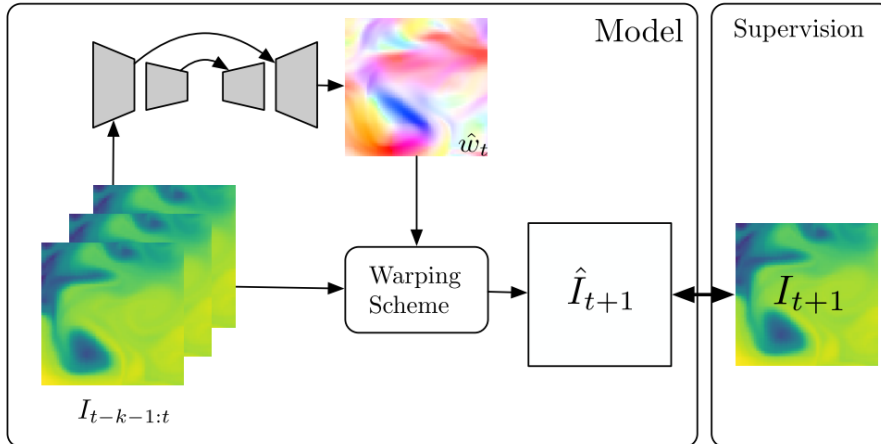 Model
Supervision
ŵ_t
Warping
Scheme
Î_{t+1}
I_{t+1}
I_{t−k−1:t}